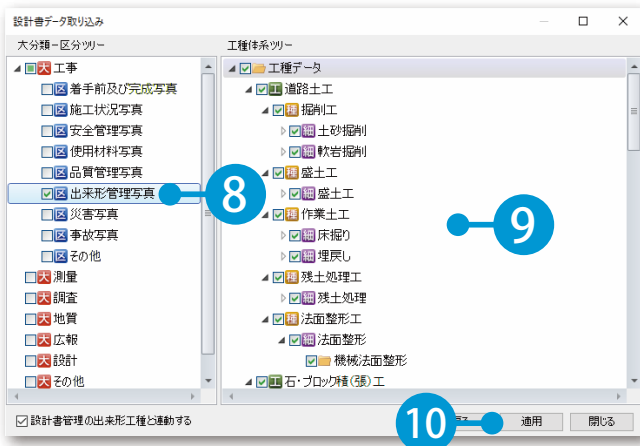 設計書データ取り込み
大分類-区分ツリー
大 工事
区 着手前及び完成写真
区 施工状況写真
区 安全管理写真
区 使用材料写真
区 品質管理写真
区 出来形管理写真
区 災害写真
区 事故写真
区 その他
大 測量
大 調査
大 地質
大 広報
大 設計
大 その他
8
工種体系ツリー
工種データ
工 道路土工
種 掘削工
細 土砂掘削
細 軟岩掘削
種 盛土工
細 盛土工
種 作業土工
細 床掘り
細 埋戻し
種 残土処理工
細 残土処理
種 法面整形工
細 法面整形
機械法面整形
工 石・ブロック積(張)工
9
設計書管理の出来形工種と連動する
10
適用
閉じる